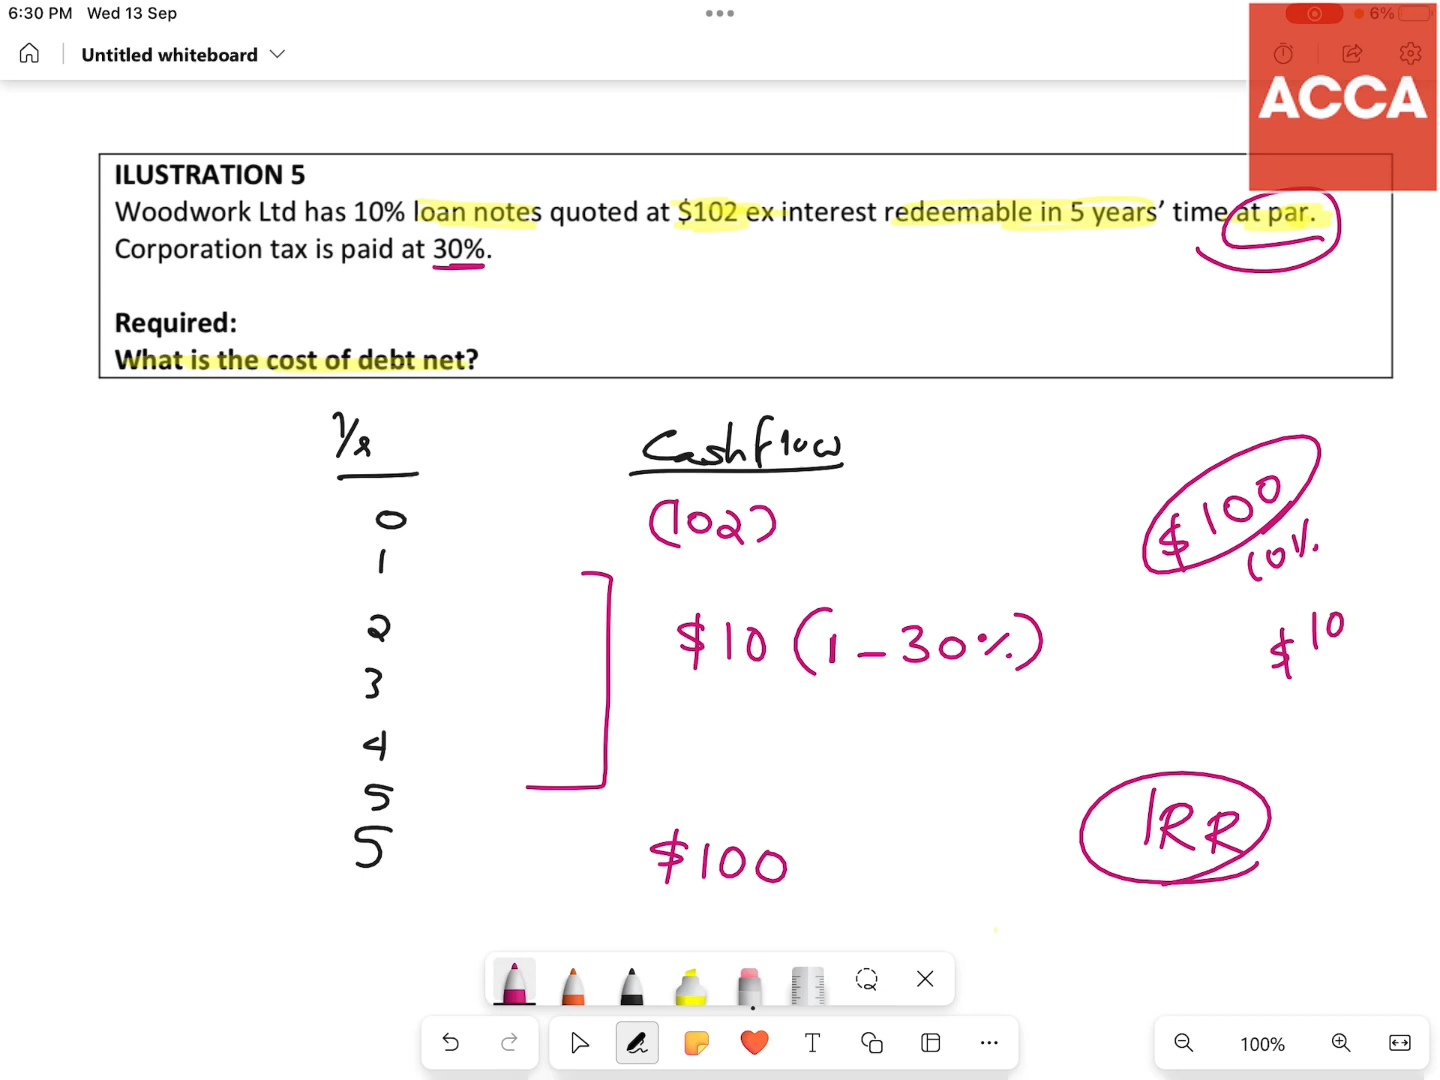 6:30 PM Wed 13 Sep
6%
Untitled whiteboard
ACCA
ILUSTRATION 5
Woodwork Ltd has 10% loan notes quoted at $102 ex interest redeemable in 5 years' time at par.
Corporation tax is paid at 30%.
Required:
What is the cost of debt net?
Yr Cashflow
0 (102)
$100
10%
1
2 $10 (1-30%)
$10
3
4
5
5 $100
IRR
T
100%